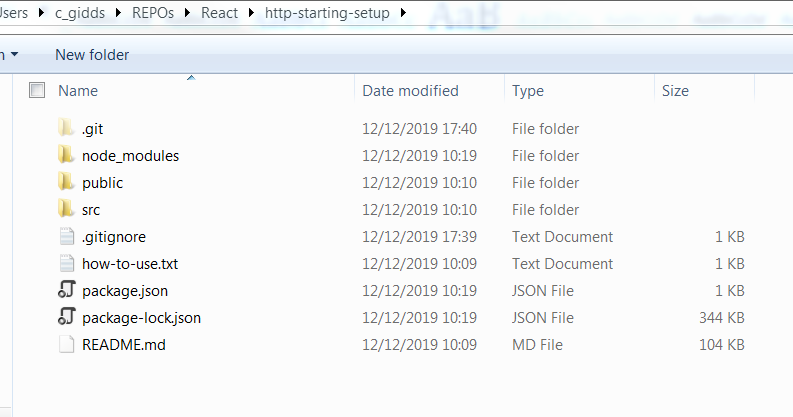 Users ▸ c_gidds ▸ REPOs ▸ React ▸ http-starting-setup ▸
New folder
Name Date modified Type Size
.git 12/12/2019 17:40 File folder
node_modules 12/12/2019 10:19 File folder
public 12/12/2019 10:10 File folder
src 12/12/2019 10:10 File folder
.gitignore 12/12/2019 17:39 Text Document 1 KB
how-to-use.txt 12/12/2019 10:09 Text Document 1 KB
package.json 12/12/2019 10:19 JSON File 1 KB
package-lock.json 12/12/2019 10:19 JSON File 344 KB
README.md 12/12/2019 10:09 MD File 104 KB